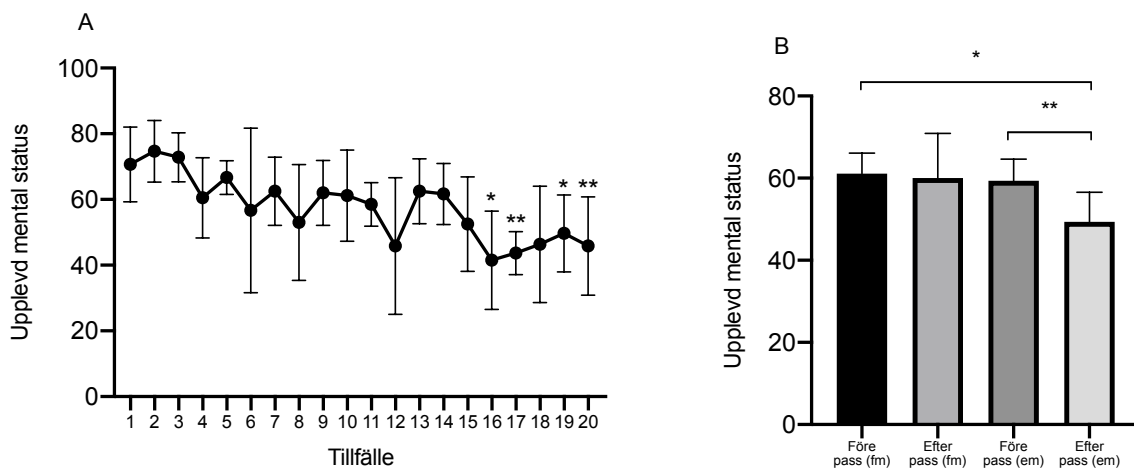 A
Upplevd mental status
100
80
60
40
20
0
* ** * **
1 2 3 4 5 6 7 8 9 10 11 12 13 14 15 16 17 18 19 20
Tillfälle
B
Upplevd mental status
80
60
40
20
0
*
**
Före pass (fm)
Efter pass (fm)
Före pass (em)
Efter pass (em)